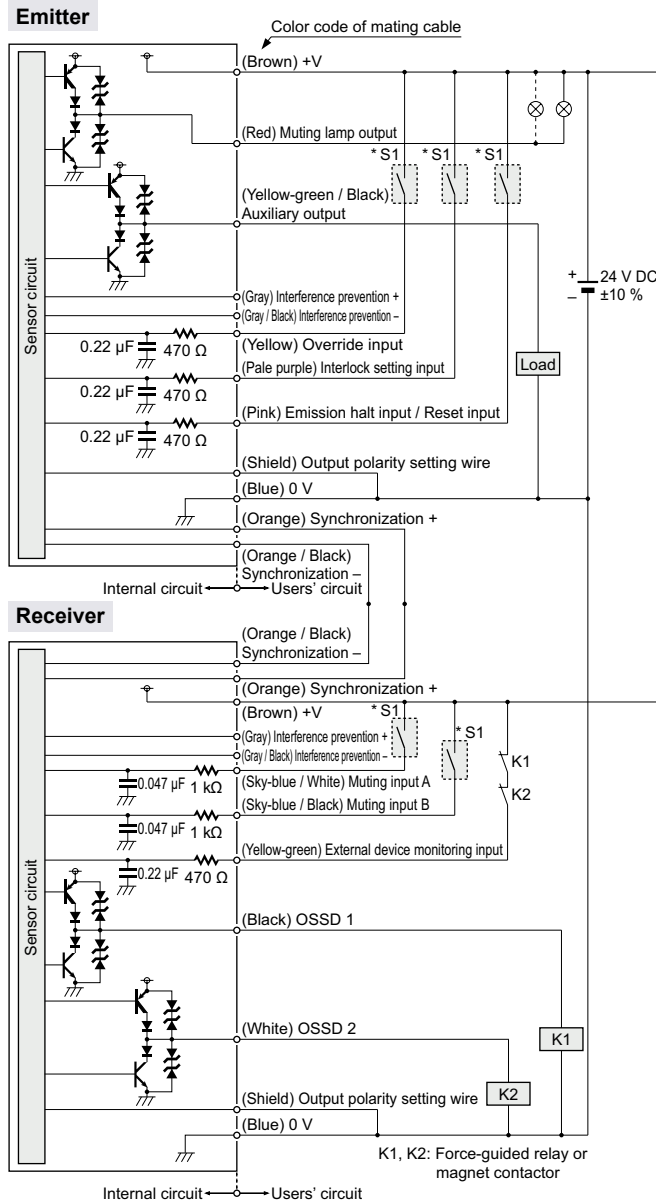 Emitter
Color code of mating cable
(Brown) +V
(Red) Muting lamp output
* S1 * S1 * S1
(Yellow-green / Black)
Auxiliary output
+ 24 V DC
– ±10 %
Sensor circuit
(Gray) Interference prevention +
(Gray / Black) Interference prevention –
0.22 µF 470 Ω (Yellow) Override input
Load
(Pale purple) Interlock setting input
0.22 µF 470 Ω
(Pink) Emission halt input / Reset input
0.22 µF 470 Ω
(Shield) Output polarity setting wire
(Blue) 0 V
(Orange) Synchronization +
(Orange / Black)
Synchronization –
Internal circuit Users' circuit
Receiver
(Orange / Black)
Synchronization –
(Orange) Synchronization +
(Brown) +V * S1
(Gray) Interference prevention + * S1
(Gray / Black) Interference prevention –
K1
0.047 µF 1 kΩ (Sky-blue / White) Muting input A
K2
(Sky-blue / Black) Muting input B
0.047 µF 1 kΩ
(Yellow-green) External device monitoring input
0.22 µF 470 Ω
Sensor circuit
(Black) OSSD 1
(White) OSSD 2
K1
K2
(Shield) Output polarity setting wire
(Blue) 0 V
K1, K2: Force-guided relay or
magnet contactor
Internal circuit Users' circuit